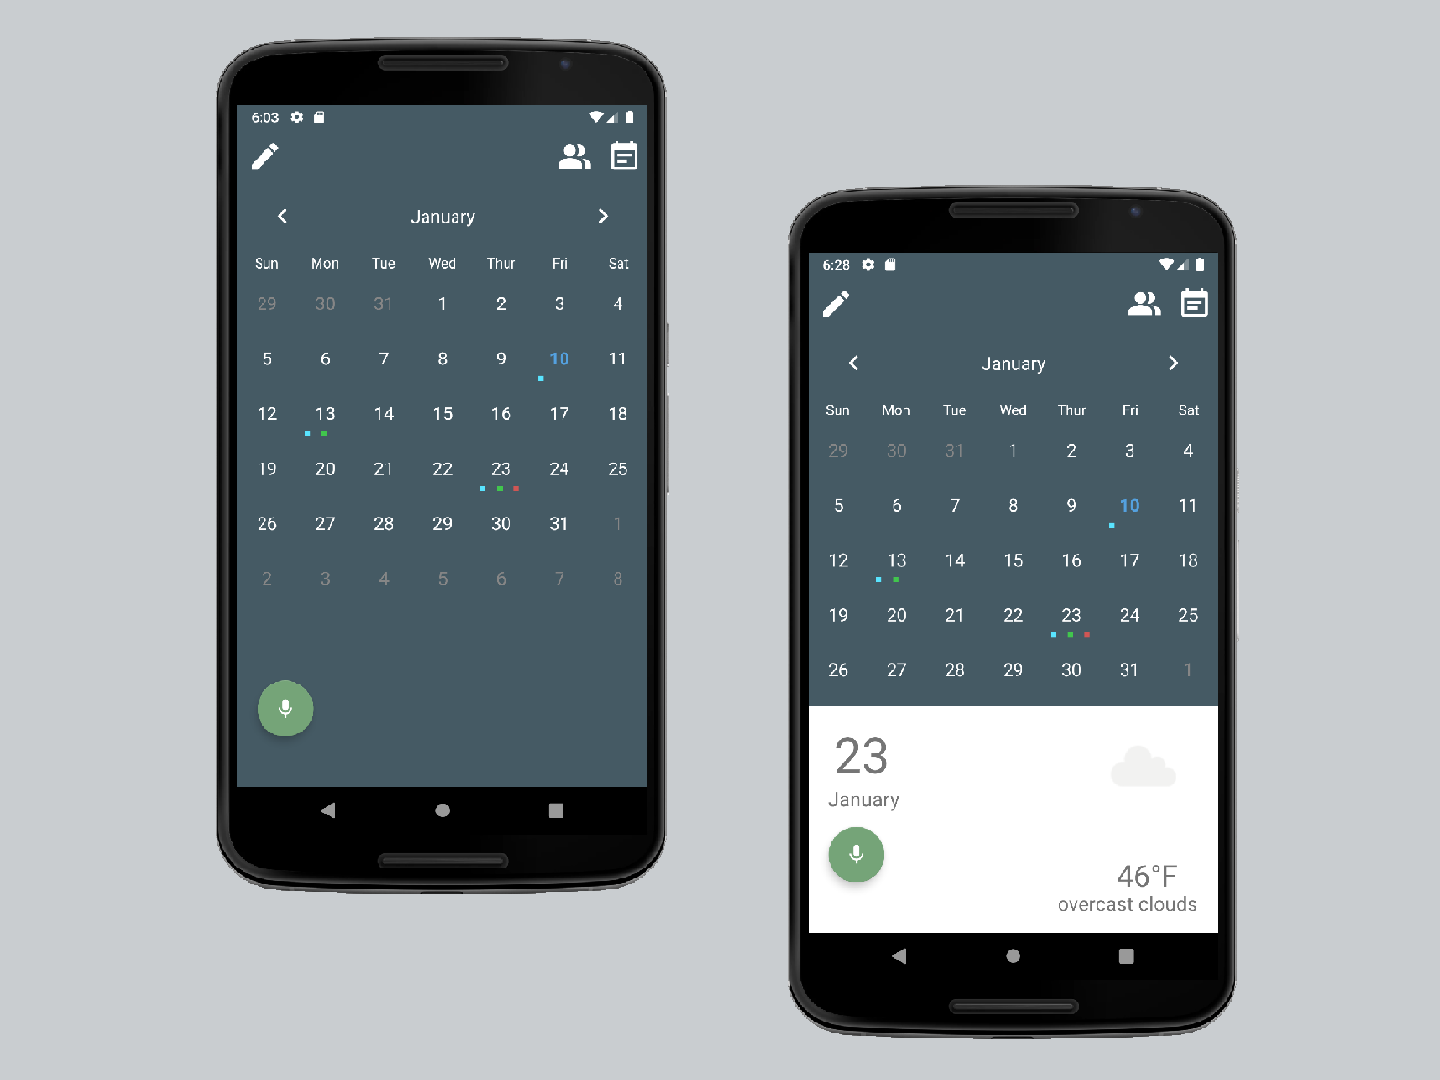 6:03
January
Sun Mon Tue Wed Thur Fri Sat
29 30 31 1 2 3 4
5 6 7 8 9 10 11
12 13 14 15 16 17 18
19 20 21 22 23 24 25
26 27 28 29 30 31 1
2 3 4 5 6 7 8
6:28
January
Sun Mon Tue Wed Thur Fri Sat
29 30 31 1 2 3 4
5 6 7 8 9 10 11
12 13 14 15 16 17 18
19 20 21 22 23 24 25
26 27 28 29 30 31 1
23
January
46°F
overcast clouds